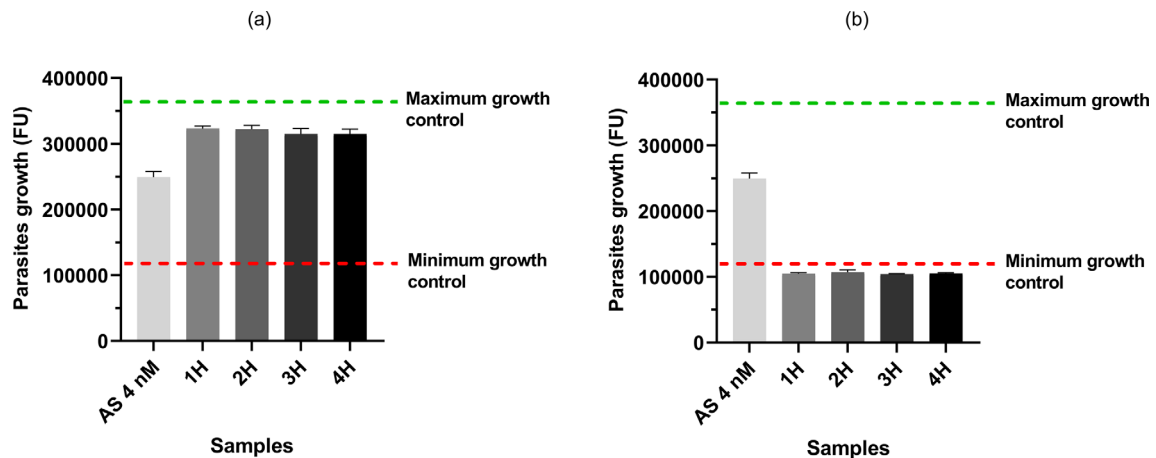 (a)
Parasites growth (FU)
400000
300000
200000
100000
0
Maximum growth
control
Minimum growth
control
AS 4 nM
1H
2H
3H
4H
Samples
(b)
Parasites growth (FU)
400000
300000
200000
100000
0
Maximum growth
control
Minimum growth
control
AS 4 nM
1H
2H
3H
4H
Samples